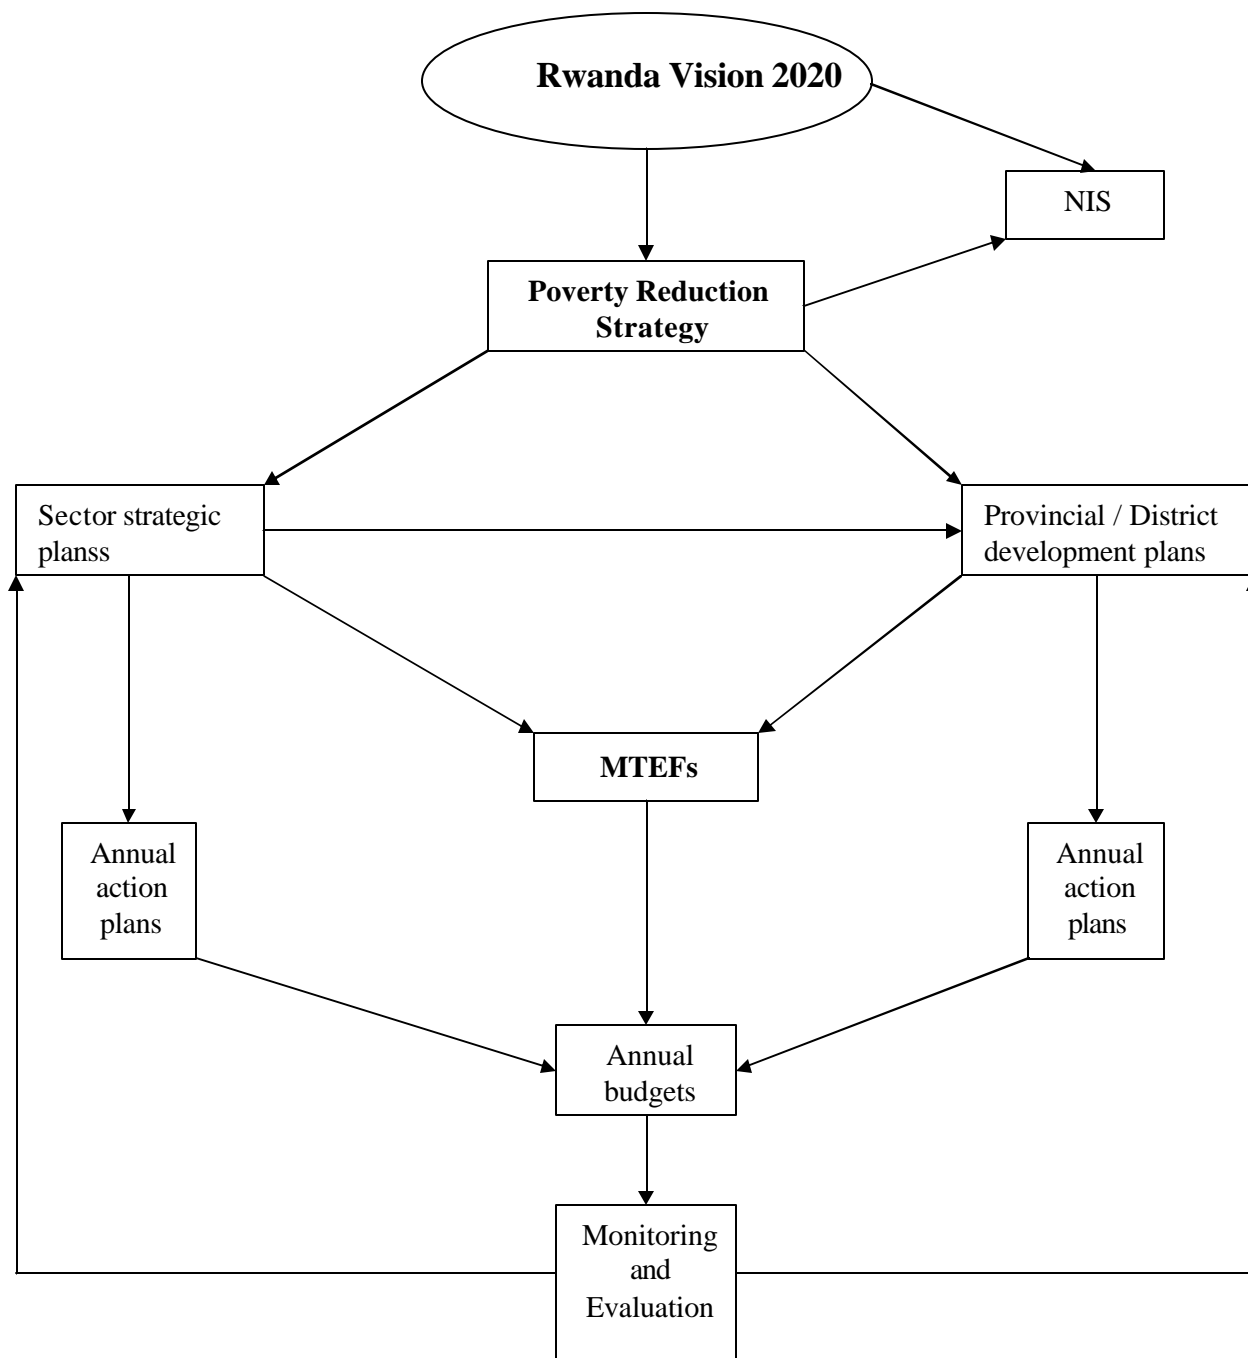 Rwanda Vision 2020
NIS
Poverty Reduction
Strategy
Sector strategic
planss
Provincial / District
development plans
MTEFs
Annual
action
plans
Annual
action
plans
Annual
budgets
Monitoring
and
Evaluation